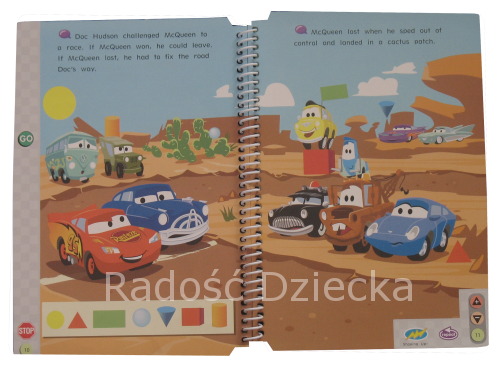 Doc Hudson challenged McQueen to
a race. If McQueen won, he could leave.
If McQueen lost, he had to fix the road
Doc's way.
McQueen lost when he sped out of
control and landed in a cactus patch.
GO
Radość Dziecka
STOP
10
11